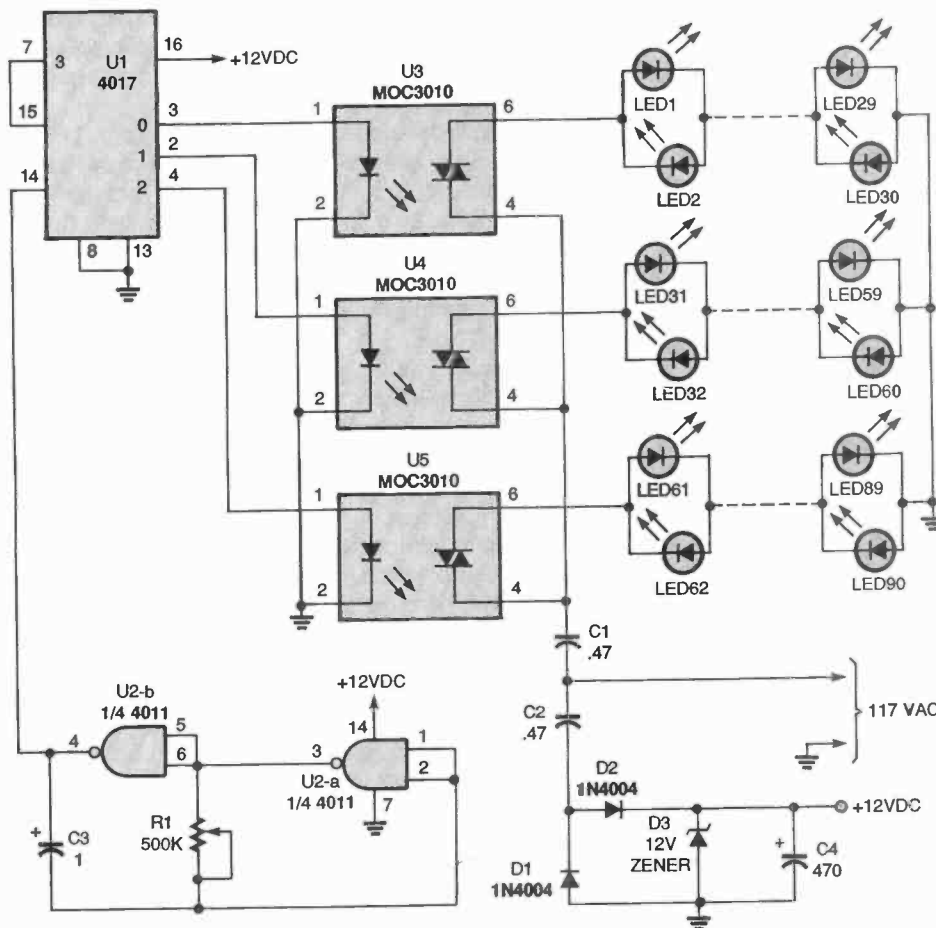 U1
4017
7
3
15
14
16
+12VDC
3
0
2
1
4
2
8
13
U3
MOC3010
1
6
2
4
U4
MOC3010
1
6
2
4
U5
MOC3010
1
6
2
4
LED1
LED2
LED29
LED30
LED31
LED32
LED59
LED60
LED61
LED62
LED89
LED90
C1
.47
C2
.47
117 VAC
D2
1N4004
+12VDC
D3
12V
ZENER
C4
+
470
D1
1N4004
+12VDC
U2-b
1/4 4011
4
5
6
14
3
1
2
U2-a
1/4 4011
7
R1
500K
+
C3
1